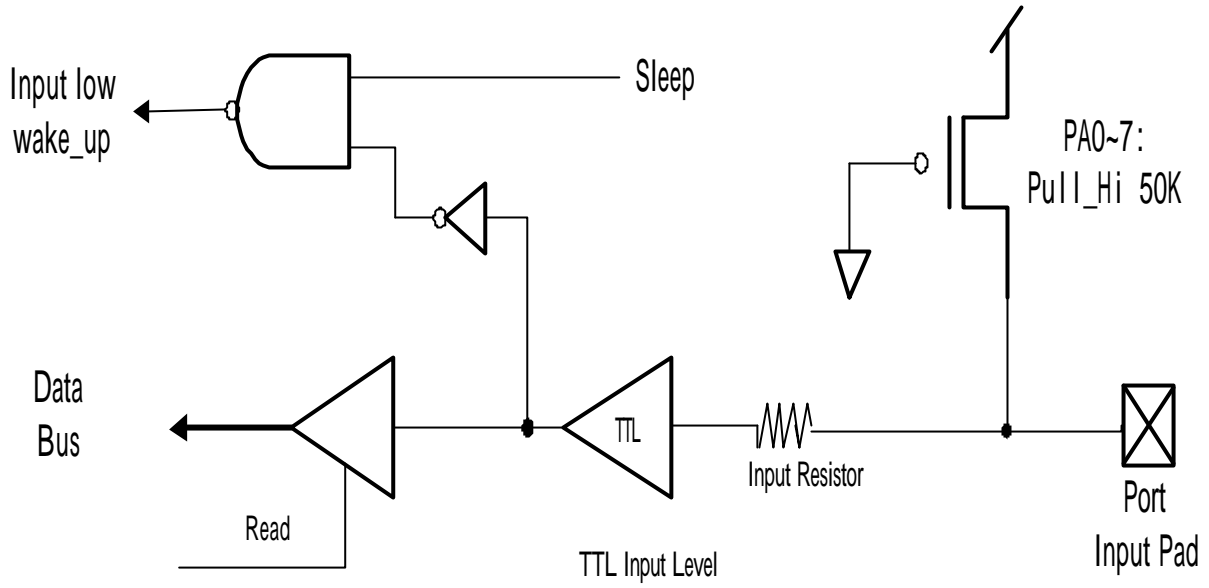 Input low
wake_up
Sleep
PA0~7:
Pull_Hi 50K
Data
Bus
TTL
Input Resistor
Read
TTL Input Level
Port
Input Pad